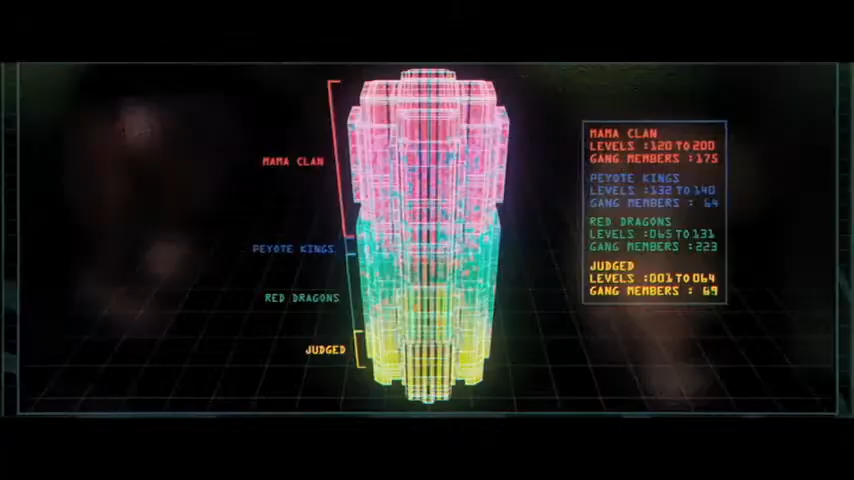 MAMA CLAN
PEYOTE KINGS
RED DRAGONS
JUDGED
MAMA CLAN
LEVELS :120 TO 200
GANG MEMBERS :175
PEYOTE KINGS
LEVELS :132 TO 140
GANG MEMBERS : 64
RED DRAGONS
LEVELS :065 TO 131
GANG MEMBERS :223
JUDGED
LEVELS :001 TO 064
GANG MEMBERS : 69